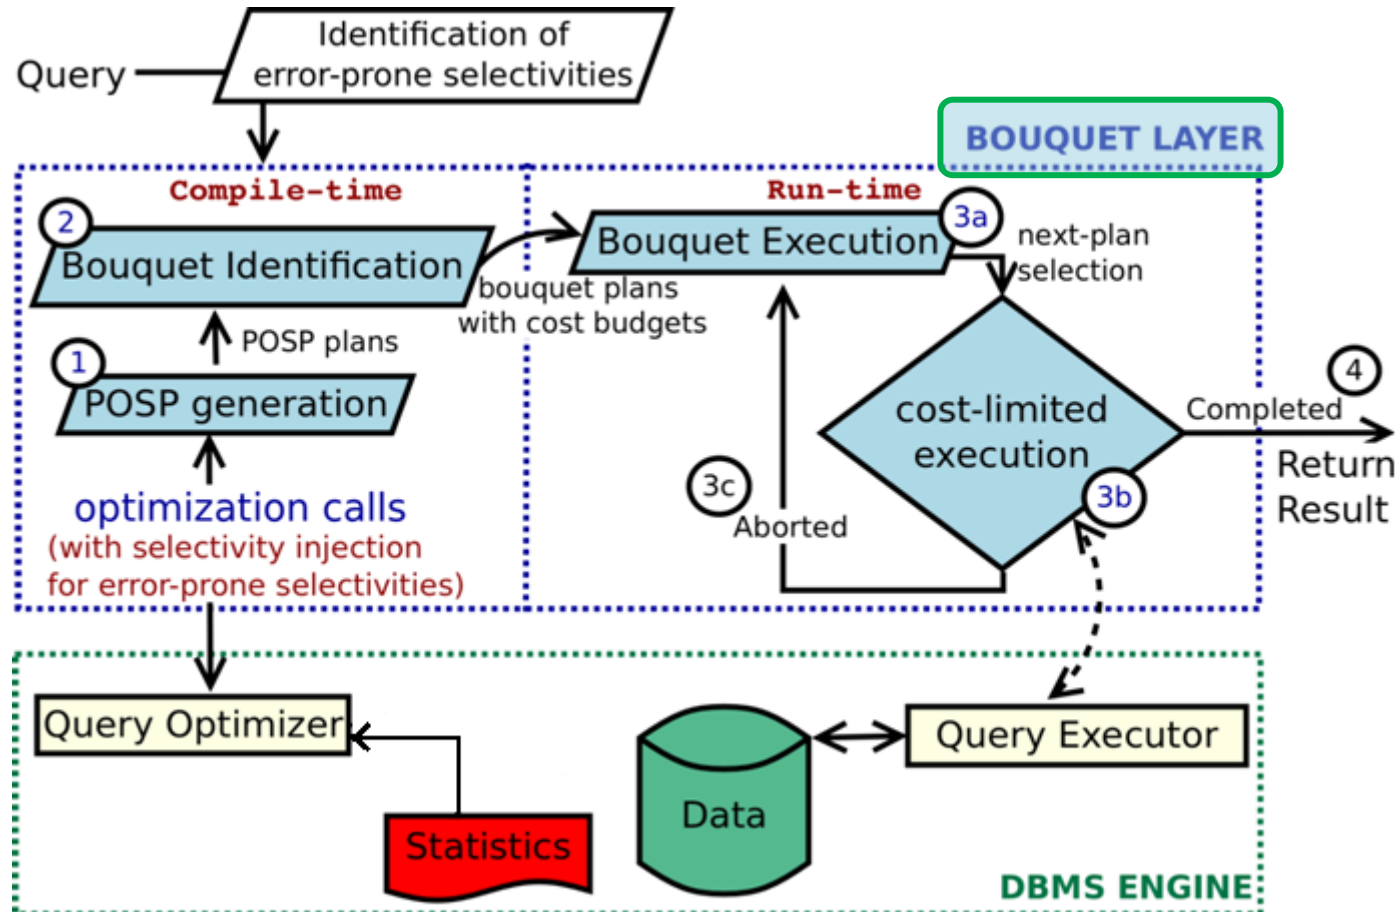 Identification of
error-prone selectivities
Query
BOUQUET LAYER
Compile-time
Run-time
2
Bouquet Identification
bouquet plans
with cost budgets
3a
Bouquet Execution
next-plan
selection
POSP plans
1
POSP generation
cost-limited
execution
4
Completed
Return
Result
3c
Aborted
3b
optimization calls
(with selectivity injection
for error-prone selectivities)
Query Optimizer
Statistics
Data
Query Executor
DBMS ENGINE